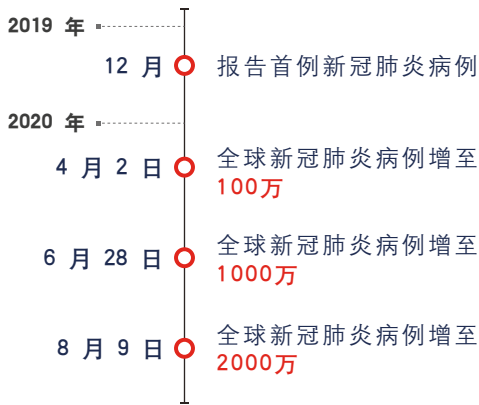 2019 年
12 月 报告首例新冠肺炎病例
2020 年
4 月 2 日 全球新冠肺炎病例增至
100万
6 月 28 日 全球新冠肺炎病例增至
1000万
8 月 9 日 全球新冠肺炎病例增至
2000万